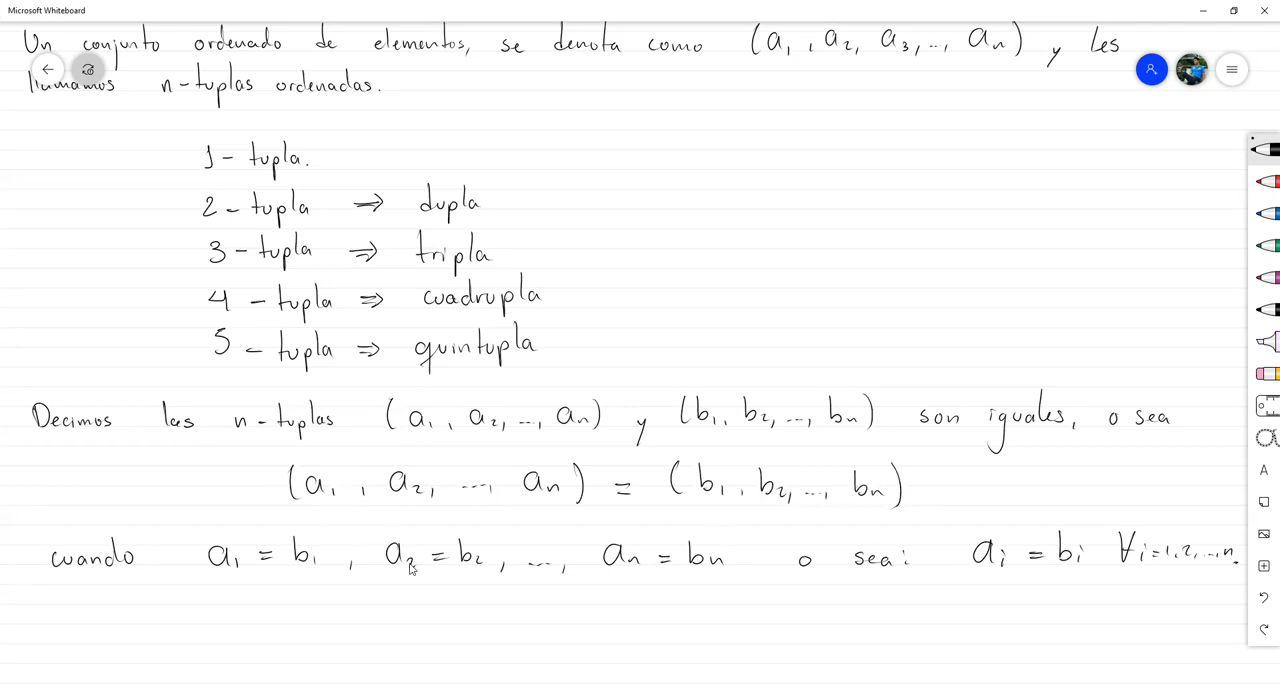 Microsoft Whiteboard
Un conjunto ordenado de elementos, se denota como (a₁, a₂, a₃, ..., aₙ) y les
llamamos n-tuplas ordenadas.
1 - tupla.
2 - tupla ⇒ dupla
3 - tupla ⇒ tripla
4 - tupla ⇒ cuadrupla
5 - tupla ⇒ quintupla
Decimos las n-tuplas (a₁, a₂, ..., aₙ) y (b₁, b₂, ..., bₙ) son iguales, o sea
(a₁, a₂, ..., aₙ) = (b₁, b₂, ..., bₙ)
cuando a₁ = b₁, a₂ = b₂, ..., aₙ = bₙ o sea: aᵢ = bᵢ ∀ i=1,2,...,n.